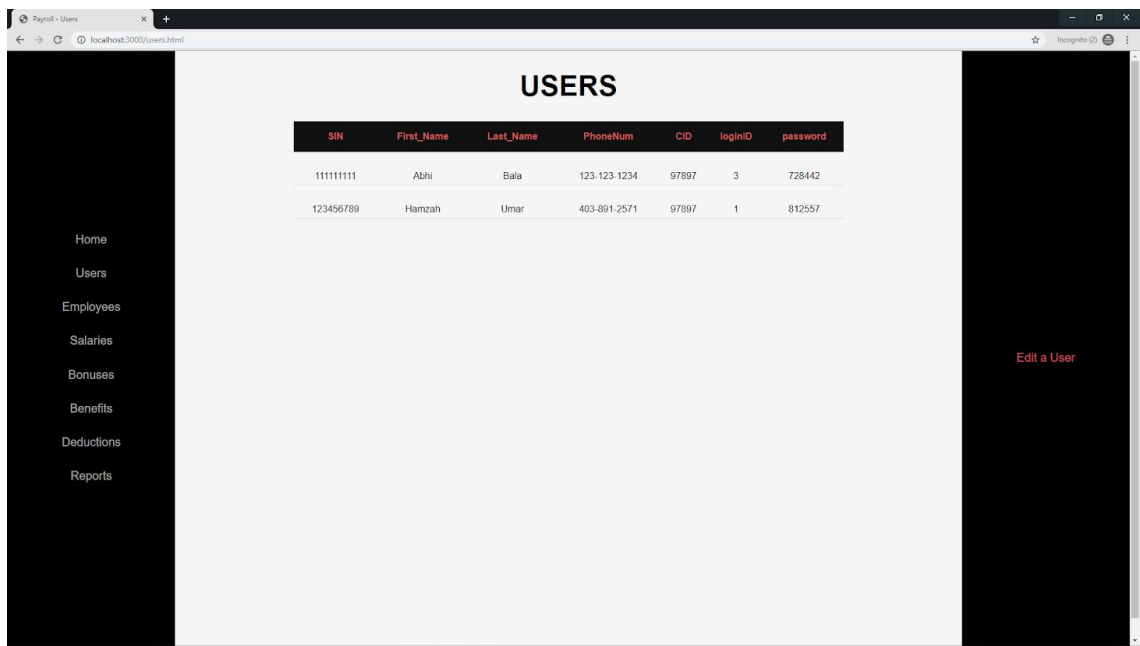 Payroll - Users
localhost:3000/users.html
Incognito (2)
USERS
SIN First_Name Last_Name PhoneNum CID loginID password
111111111 Abhi Bala 123-123-1234 97897 3 728442
123456789 Hamzah Umar 403-891-2571 97897 1 812557
Home
Users
Employees
Salaries
Bonuses
Benefits
Deductions
Reports
Edit a User